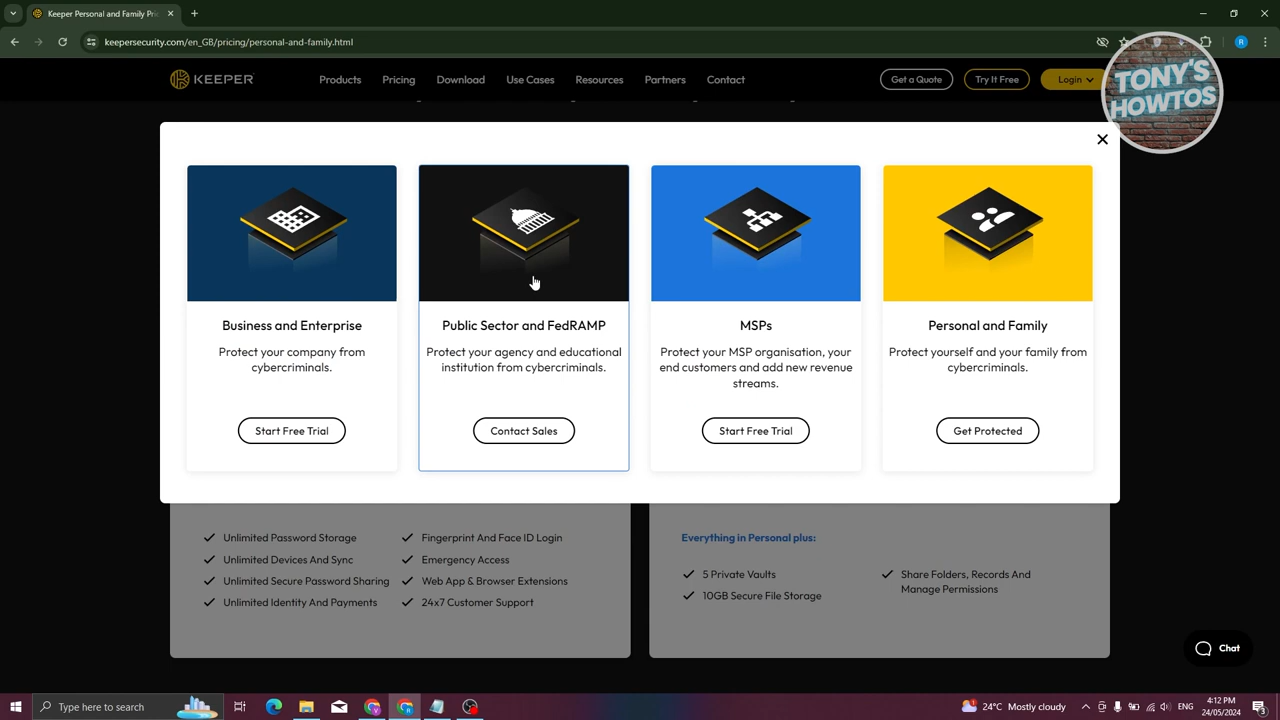 Keeper Personal and Family Pri
keepersecurity.com/en_GB/pricing/personal-and-family.html
R
KEEPER
Products
Pricing
Download
Use Cases
Resources
Partners
Contact
Get a Quote
Try It Free
Login
TONY'S
HOWTOS
Business and Enterprise
Protect your company from
cybercriminals.
Start Free Trial
Public Sector and FedRAMP
Protect your agency and educational
institution from cybercriminals.
Contact Sales
MSPs
Protect your MSP organisation, your
end customers and add new revenue
streams.
Start Free Trial
Personal and Family
Protect yourself and your family from
cybercriminals.
Get Protected
Unlimited Password Storage
Unlimited Devices And Sync
Unlimited Secure Password Sharing
Unlimited Identity And Payments
Fingerprint And Face ID Login
Emergency Access
Web App & Browser Extensions
24x7 Customer Support
Everything in Personal plus:
5 Private Vaults
10GB Secure File Storage
Share Folders, Records And
Manage Permissions
Chat
Type here to search
24°C Mostly cloudy
4:12 PM
24/05/2024